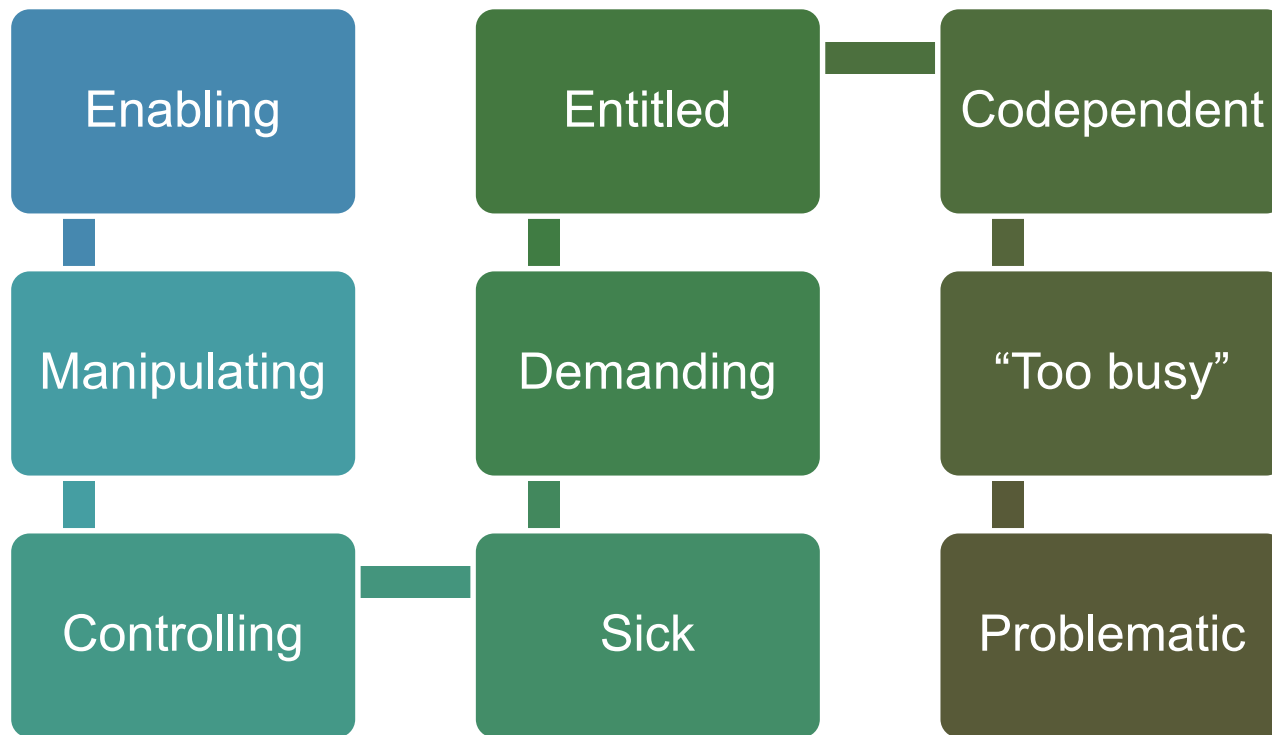 Enabling
Manipulating
Controlling
Sick
Demanding
Entitled
Codependent
“Too busy”
Problematic